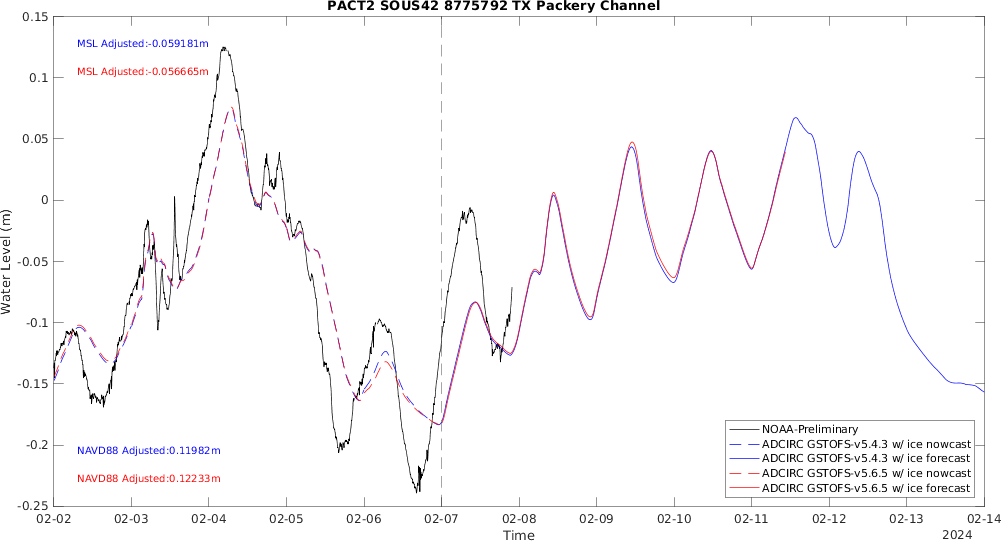 PACT2 SOUS42 8775792 TX Packery Channel
0.15
MSL Adjusted:-0.059181m
MSL Adjusted:-0.056665m
0.1
0.05
0
-0.05
-0.1
-0.15
-0.2
-0.25
Water Level (m)
NAVD88 Adjusted:0.11982m
NAVD88 Adjusted:0.12233m
NOAA-Preliminary
ADCIRC GSTOFS-v5.4.3 w/ ice nowcast
ADCIRC GSTOFS-v5.4.3 w/ ice forecast
ADCIRC GSTOFS-v5.6.5 w/ ice nowcast
ADCIRC GSTOFS-v5.6.5 w/ ice forecast
02-02 02-03 02-04 02-05 02-06 02-07 02-08 02-09 02-10 02-11 02-12 02-13 02-14
Time
2024